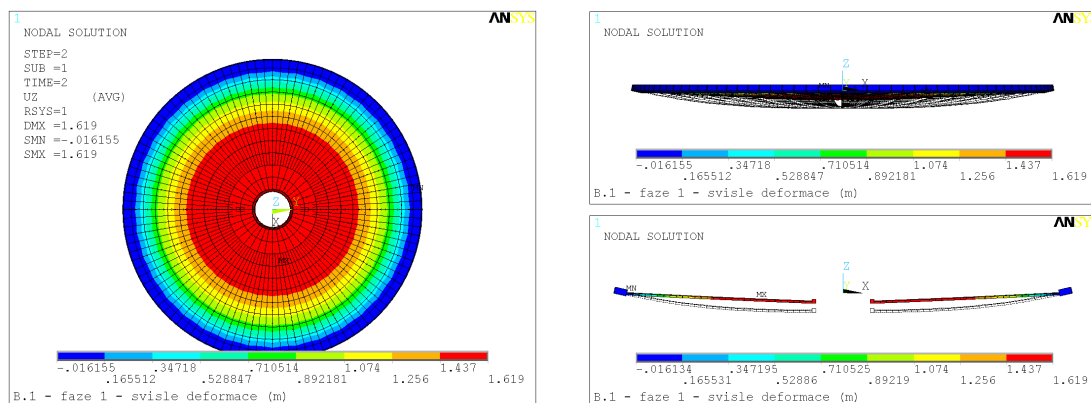 1
ANSYS
NODAL SOLUTION
STEP=2
SUB =1
TIME=2
UZ (AVG)
RSYS=1
DMX=1.619
SMN=-.016155
SMX=1.619
MN
Z
Y
X
MX
-.016155 .34718 .710514 1.074 1.437
.165512 .528847 .892181 1.256 1.619
B.1 - faze 1 - svisle deformace (m)
1
ANSYS
NODAL SOLUTION
Z
MN
Y
X
-.016155 .34718 .710514 1.074 1.437
.165512 .528847 .892181 1.256 1.619
B.1 - faze 1 - svisle deformace (m)
1
ANSY
NODAL SOLUTION
Z
MN
MX
Y
X
-.016134 .347195 .710525 1.074 1.437
.165531 .52886 .89219 1.256 1.619
B.1 - faze 1 - svisle deformace (m)